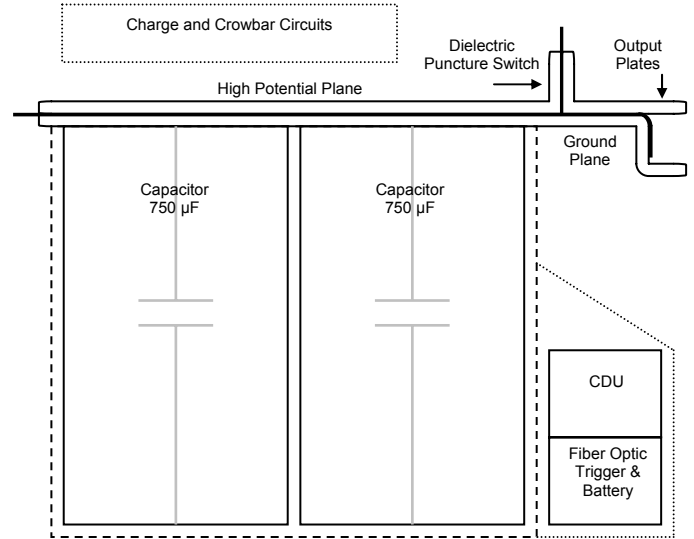 Charge and Crowbar Circuits
Dielectric
Puncture Switch
Output
Plates
High Potential Plane
Ground
Plane
Capacitor
750 µF
Capacitor
750 µF
CDU
Fiber Optic
Trigger &
Battery